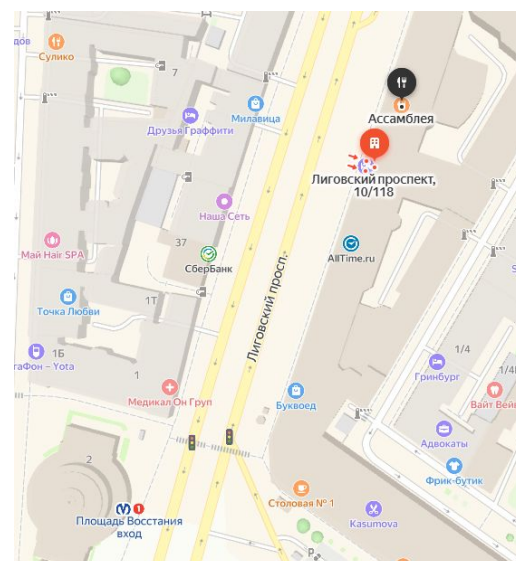 дов
Сулико
7
Милавица
Друзья Граффити
Ассамблея
Лиговский проспект,
10/118
Наша Сеть
37
СберБанк
Май Hair SPA
AllTime.ru
1Т
Точка Любви
Лиговский просп.
1Б
гаФон – Yota
1
1/4
1/4
Гринбург
Медикал Он Груп
Буквоед
Вайт Вей
Адвокаты
2
Фрик-бутик
Столовая № 1
1
Площадь Восстания
вход
Kasumova
Р